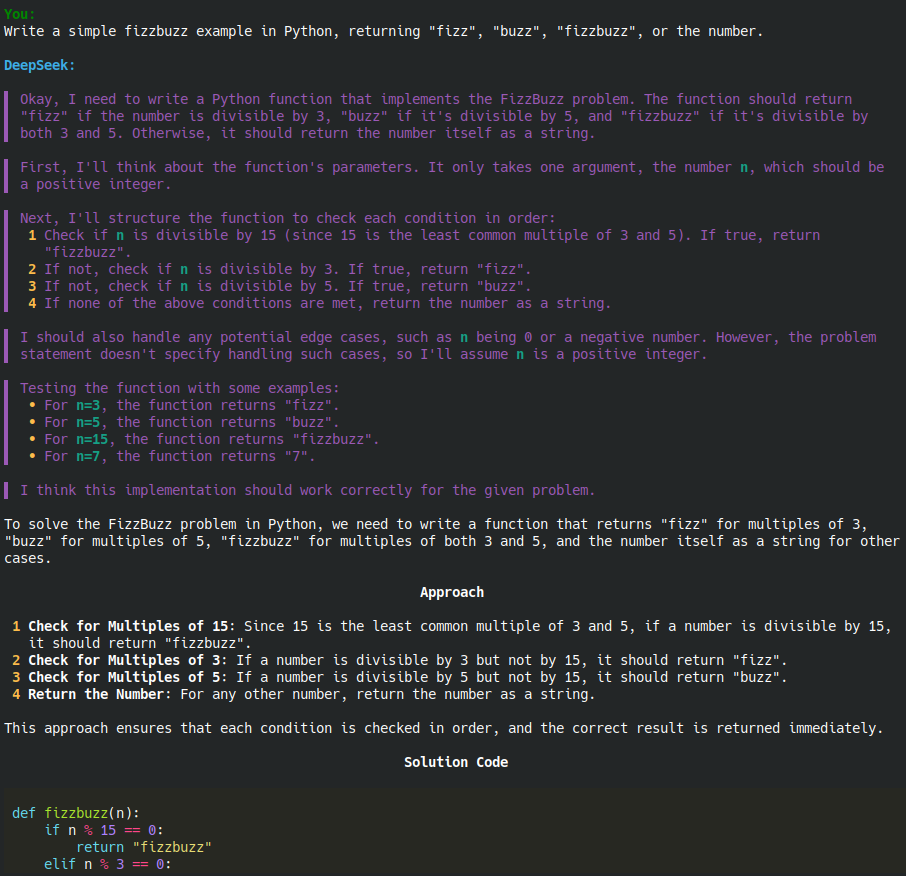 You:
Write a simple fizzbuzz example in Python, returning "fizz", "buzz", "fizzbuzz", or the number.
DeepSeek:
Okay, I need to write a Python function that implements the FizzBuzz problem. The function should return
"fizz" if the number is divisible by 3, "buzz" if it's divisible by 5, and "fizzbuzz" if it's divisible by
both 3 and 5. Otherwise, it should return the number itself as a string.
First, I'll think about the function's parameters. It only takes one argument, the number n, which should be
a positive integer.
Next, I'll structure the function to check each condition in order:
1 Check if n is divisible by 15 (since 15 is the least common multiple of 3 and 5). If true, return
"fizzbuzz".
2 If not, check if n is divisible by 3. If true, return "fizz".
3 If not, check if n is divisible by 5. If true, return "buzz".
4 If none of the above conditions are met, return the number as a string.
I should also handle any potential edge cases, such as n being 0 or a negative number. However, the problem
statement doesn't specify handling such cases, so I'll assume n is a positive integer.
Testing the function with some examples:
• For n=3, the function returns "fizz".
• For n=5, the function returns "buzz".
• For n=15, the function returns "fizzbuzz".
• For n=7, the function returns "7".
I think this implementation should work correctly for the given problem.
To solve the FizzBuzz problem in Python, we need to write a function that returns "fizz" for multiples of 3,
"buzz" for multiples of 5, "fizzbuzz" for multiples of both 3 and 5, and the number itself as a string for other
cases.
Approach
1 Check for Multiples of 15: Since 15 is the least common multiple of 3 and 5, if a number is divisible by 15,
it should return "fizzbuzz".
2 Check for Multiples of 3: If a number is divisible by 3 but not by 15, it should return "fizz".
3 Check for Multiples of 5: If a number is divisible by 5 but not by 15, it should return "buzz".
4 Return the Number: For any other number, return the number as a string.
This approach ensures that each condition is checked in order, and the correct result is returned immediately.
Solution Code
def fizzbuzz(n):
    if n % 15 == 0:
        return "fizzbuzz"
    elif n % 3 == 0: